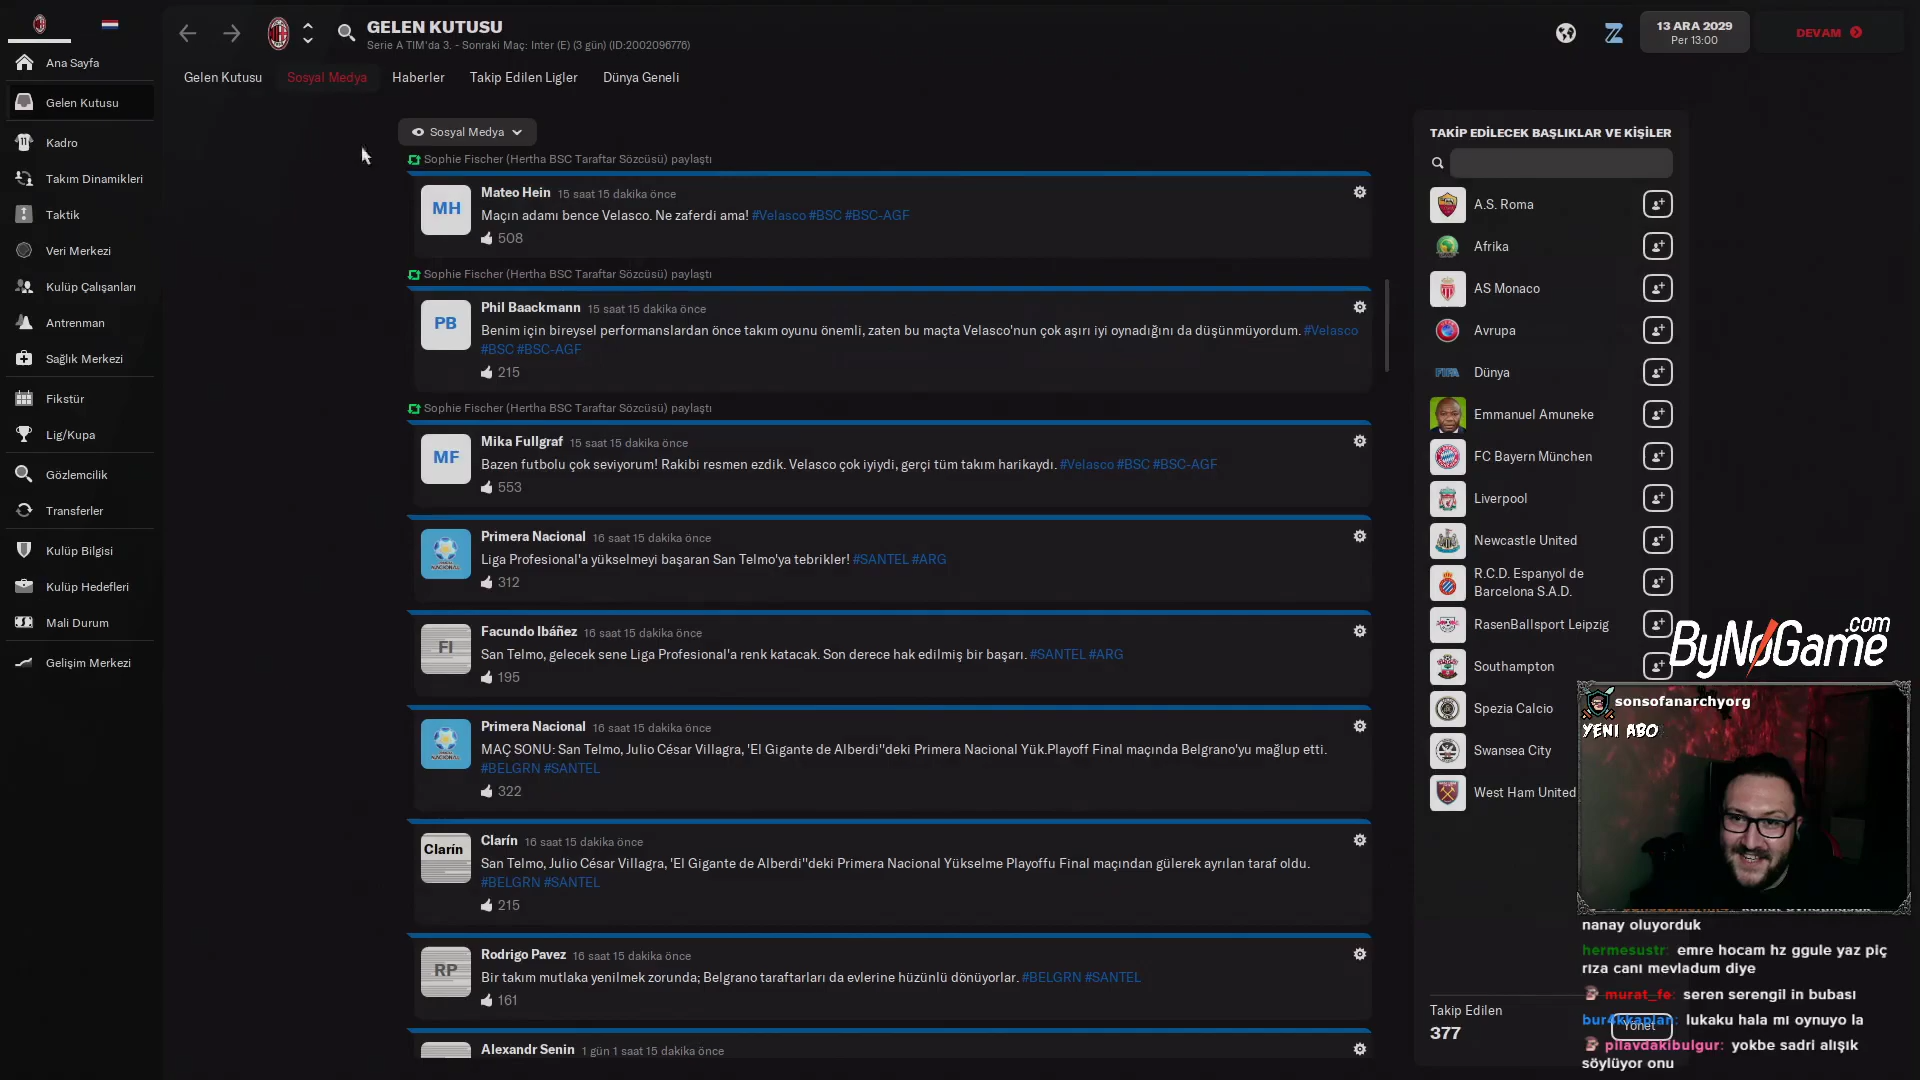 GELEN KUTUSU
Serie A TIM'da 3. - Sonraki Maç: Inter (E) (3 gün) (ID:2002096776)
13 ARA 2029
Per 13:00
DEVAM
Ana Sayfa
Gelen Kutusu
Kadro
Takım Dinamikleri
Taktik
Veri Merkezi
Kulüp Çalışanları
Antrenman
Sağlık Merkezi
Fikstür
Lig/Kupa
Gözlemcilik
Transferler
Kulüp Bilgisi
Kulüp Hedefleri
Mali Durum
Gelişim Merkezi
Gelen Kutusu Sosyal Medya Haberler Takip Edilen Ligler Dünya Geneli
Sosyal Medya
Sophie Fischer (Hertha BSC Taraftar Sözcüsü) paylaştı
MH
Mateo Hein 15 saat 15 dakika önce
Maçın adamı bence Velasco. Ne zaferdi ama! #Velasco #BSC #BSC-AGF
508
Sophie Fischer (Hertha BSC Taraftar Sözcüsü) paylaştı
PB
Phil Baackmann 15 saat 15 dakika önce
Benim için bireysel performanslardan önce takım oyunu önemli, zaten bu maçta Velasco'nun çok aşırı iyi oynadığını da düşünmüyordum. #Velasco
#BSC #BSC-AGF
215
Sophie Fischer (Hertha BSC Taraftar Sözcüsü) paylaştı
MF
Mika Fullgraf 15 saat 15 dakika önce
Bazen futbolu çok seviyorum! Rakibi resmen ezdik. Velasco çok iyiydi, gerçi tüm takım harikaydı. #Velasco #BSC #BSC-AGF
553
Primera Nacional 16 saat 15 dakika önce
Liga Profesional'a yükselmeyi başaran San Telmo'ya tebrikler! #SANTEL #ARG
312
FI
Facundo Ibáñez 16 saat 15 dakika önce
San Telmo, gelecek sene Liga Profesional'a renk katacak. Son derece hak edilmiş bir başarı. #SANTEL #ARG
195
Primera Nacional 16 saat 15 dakika önce
MAÇ SONU: San Telmo, Julio César Villagra, 'El Gigante de Alberdi''deki Primera Nacional Yük.Playoff Final maçında Belgrano'yu mağlup etti.
#BELGRN #SANTEL
322
Clarín
Clarín 16 saat 15 dakika önce
San Telmo, Julio César Villagra, 'El Gigante de Alberdi''deki Primera Nacional Yükselme Playoffu Final maçından gülerek ayrılan taraf oldu.
#BELGRN #SANTEL
215
RP
Rodrigo Pavez 16 saat 15 dakika önce
Bir takım mutlaka yenilmek zorunda; Belgrano taraftarları da evlerine hüzünlü dönüyorlar. #BELGRN #SANTEL
161
Alexandr Senin 1 gün 1 saat 15 dakika önce
TAKİP EDİLECEK BAŞLIKLAR VE KİŞİLER
A.S. Roma
Afrika
AS Monaco
Avrupa
FIFA
Dünya
Emmanuel Amuneke
FC Bayern München
Liverpool
Newcastle United
R.C.D. Espanyol de
Barcelona S.A.D.
RasenBallsport Leipzig
Southampton
Spezia Calcio
Swansea City
West Ham United
Takip Edilen
377
Yönet
ByNoGame.com
sonsofanarchyorg
YENI ABO
nanay oluyorduk
hermesustr: emre hocam hz ggule yaz piç
rıza canı mevladum diye
murat_fe: seren serengil in bubası
bur4kkaplan: lukaku hala mı oynuyo la
pilavdakibulgur: yokbe sadri alışık
söylüyor onu